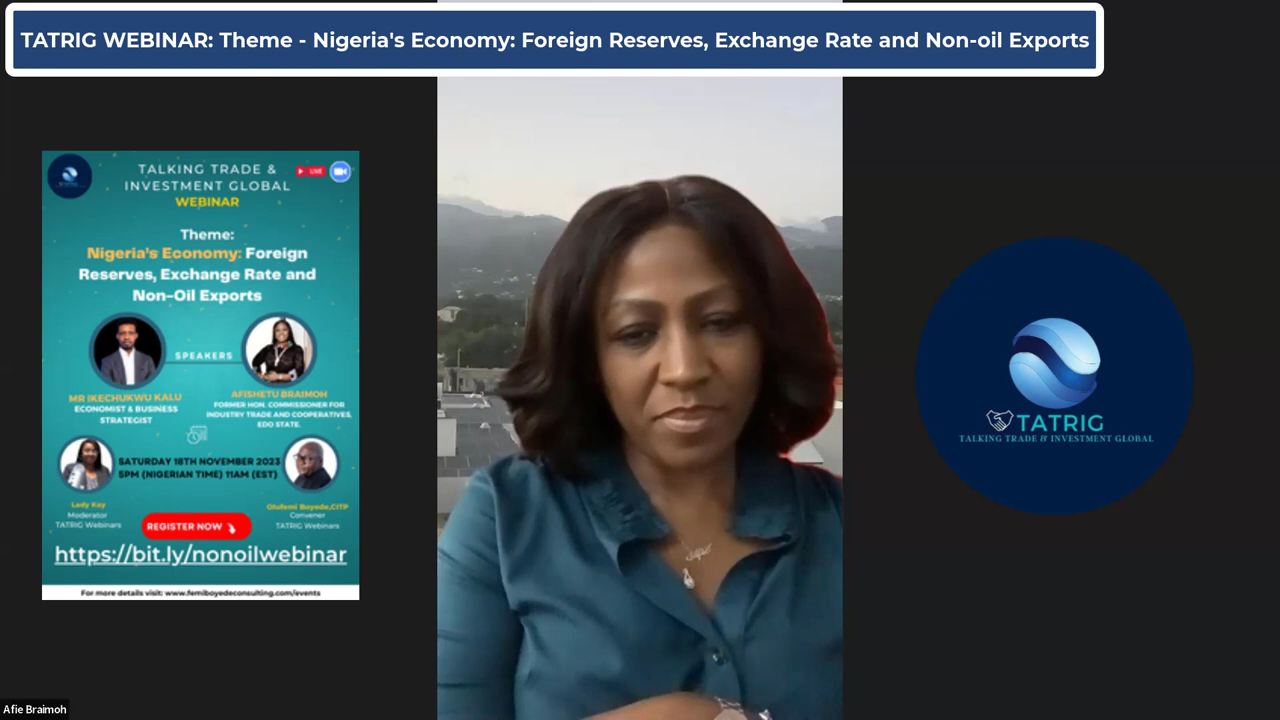 TATRIG WEBINAR: Theme - Nigeria's Economy: Foreign Reserves, Exchange Rate and Non-oil Exports
TALKING TRADE &
INVESTMENT GLOBAL
LIVE
WEBINAR
Theme:
Nigeria's Economy: Foreign
Reserves, Exchange Rate and
Non-Oil Exports
SPEAKERS
MR IKECHUKWU KALU
ECONOMIST & BUSINESS
STRATEGIST
AFISHETU BRAIMOH
FORMER HON. COMMISSIONER FOR
INDUSTRY TRADE AND COOPERATIVES,
EDO STATE.
SATURDAY 18TH NOVEMBER 2023
5PM (NIGERIAN TIME) 11AM (EST)
Lady Kay
Moderator
TATRIG Webinars
Olufemi Boyede,CITP
Convener
TATRIG Webinars
REGISTER NOW
https://bit.ly/nonoilwebinar
For more details visit: www.femiboyedeconsulting.com/events
TATRIG
TALKING TRADE & INVESTMENT GLOBAL
Afie Braimoh